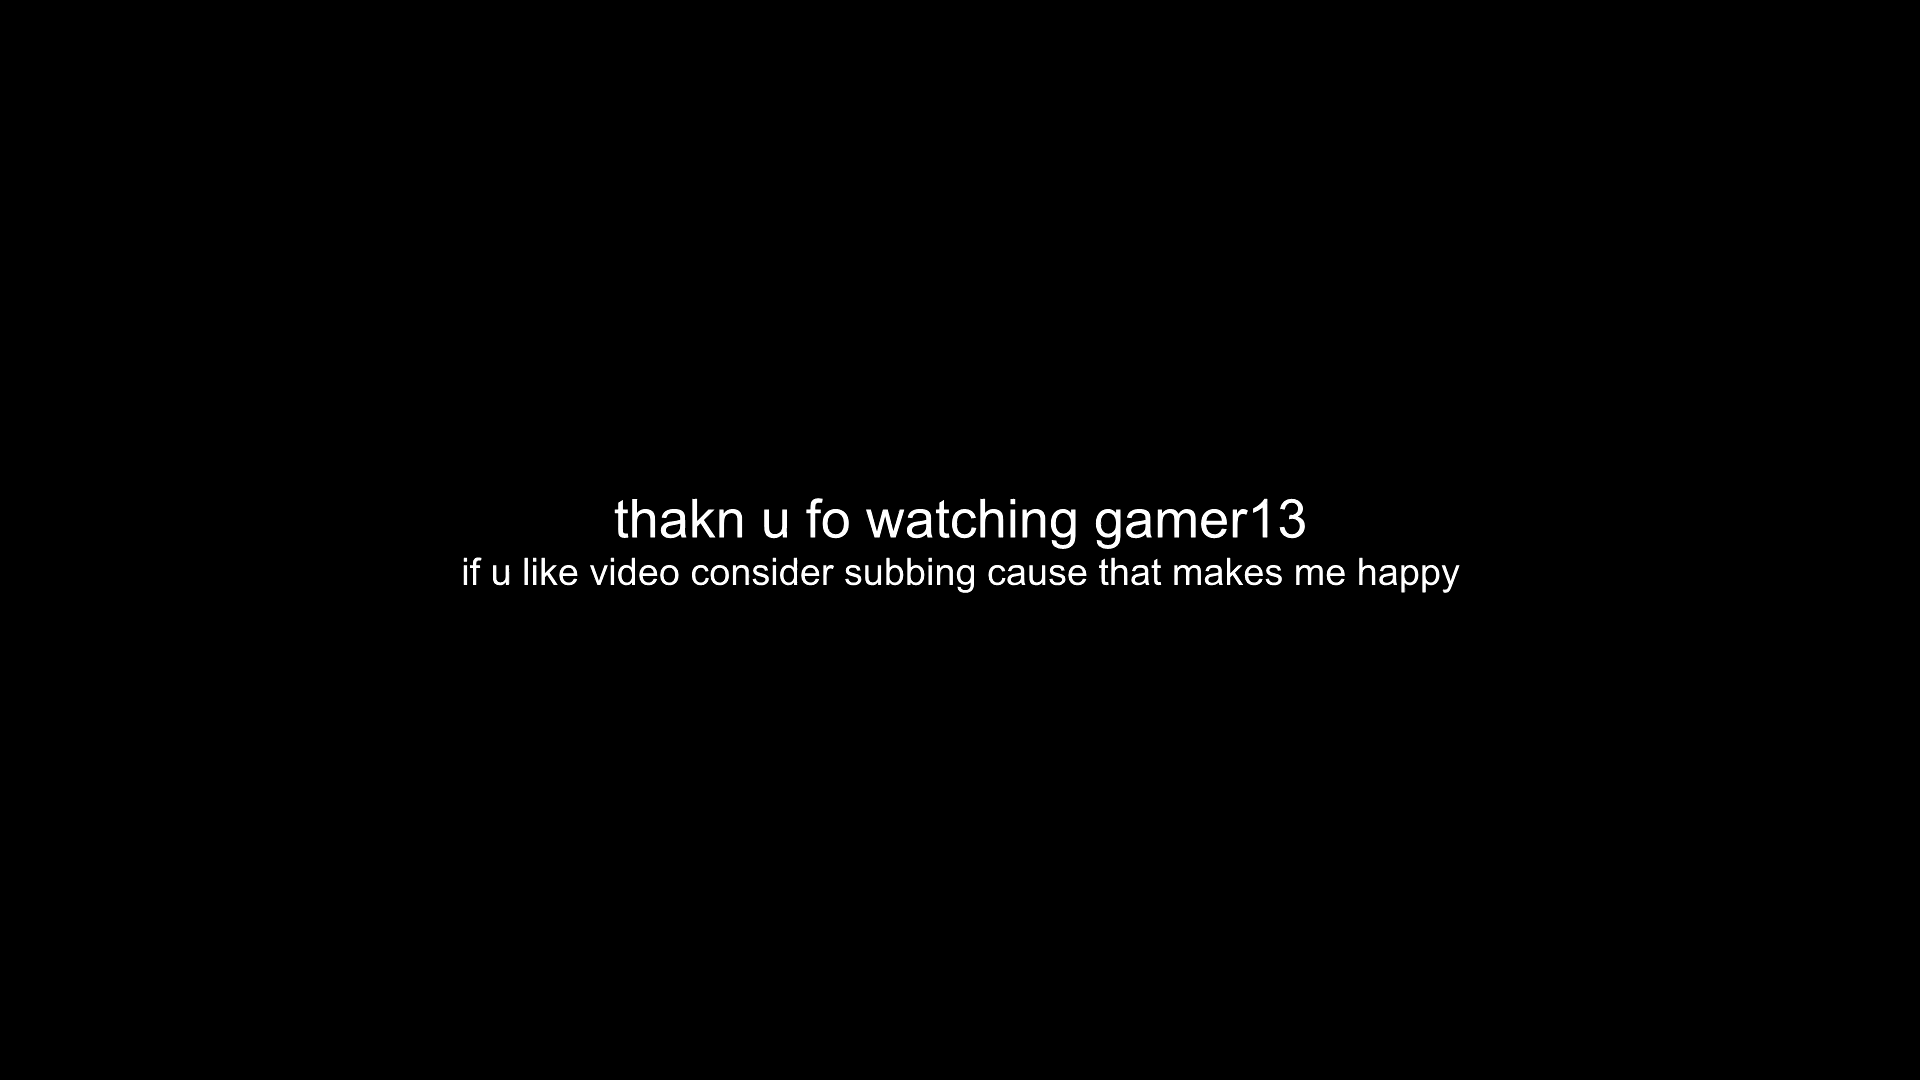 thakn u fo watching gamer13
if u like video consider subbing cause that makes me happy